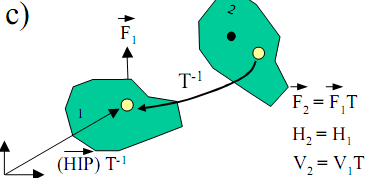 c)
2
F₁
T⁻¹
1
F₂ = F₁T
H₂ = H₁
(HIP) T⁻¹
V₂ = V₁T